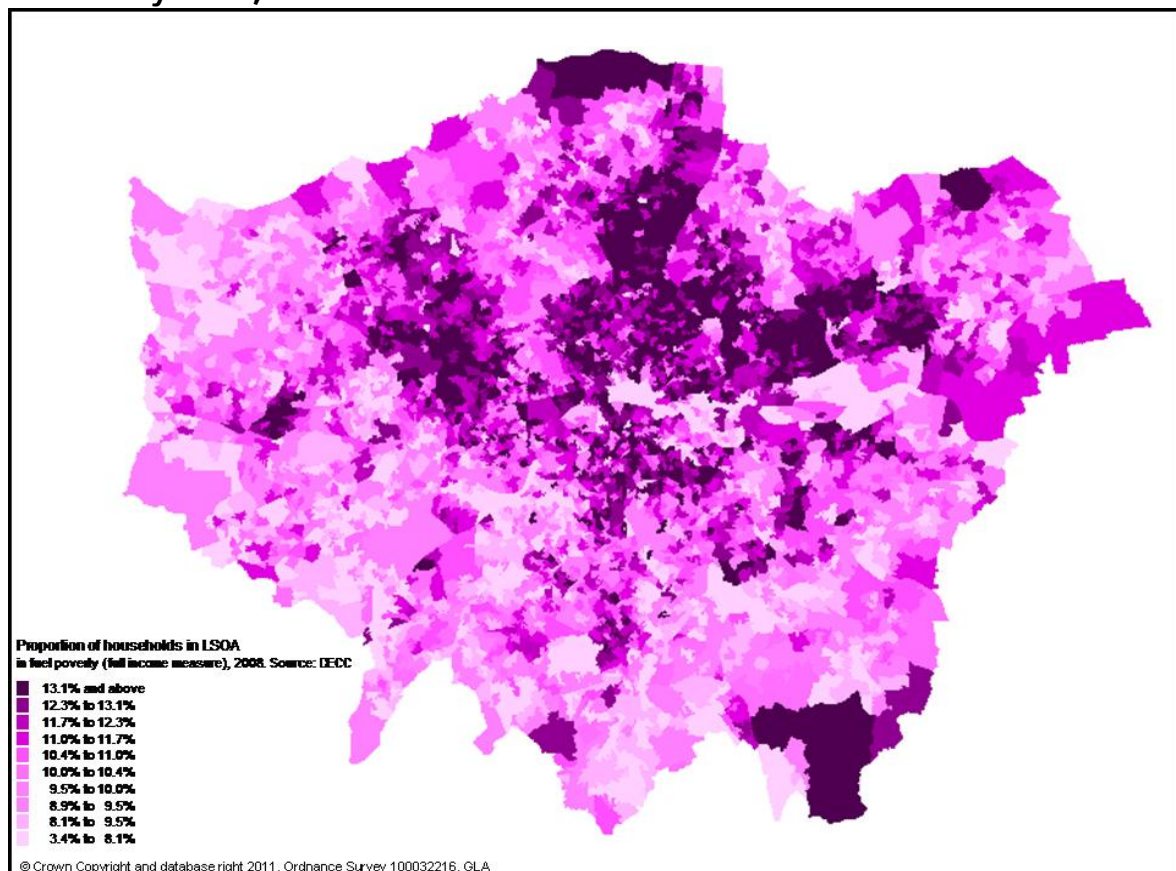 Proportion of households in LSOA
in fuel poverty (full income measure), 2008. Source: DECC
13.1% and above
12.3% to 13.1%
11.7% to 12.3%
11.0% to 11.7%
10.4% to 11.0%
10.0% to 10.4%
9.5% to 10.0%
8.9% to 9.5%
8.1% to 9.5%
3.4% to 8.1%
© Crown Copyright and database right 2011. Ordnance Survey 100032216, GLA